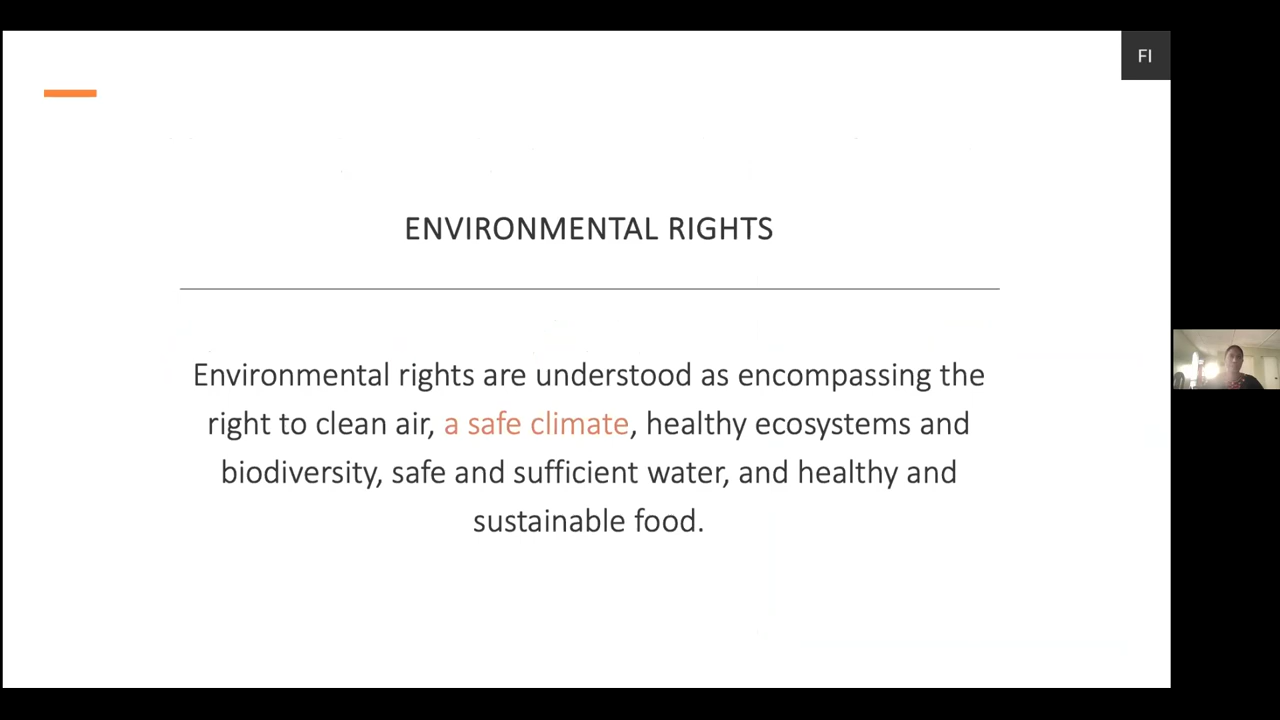 FI
ENVIRONMENTAL RIGHTS
Environmental rights are understood as encompassing the
right to clean air, a safe climate, healthy ecosystems and
biodiversity, safe and sufficient water, and healthy and
sustainable food.